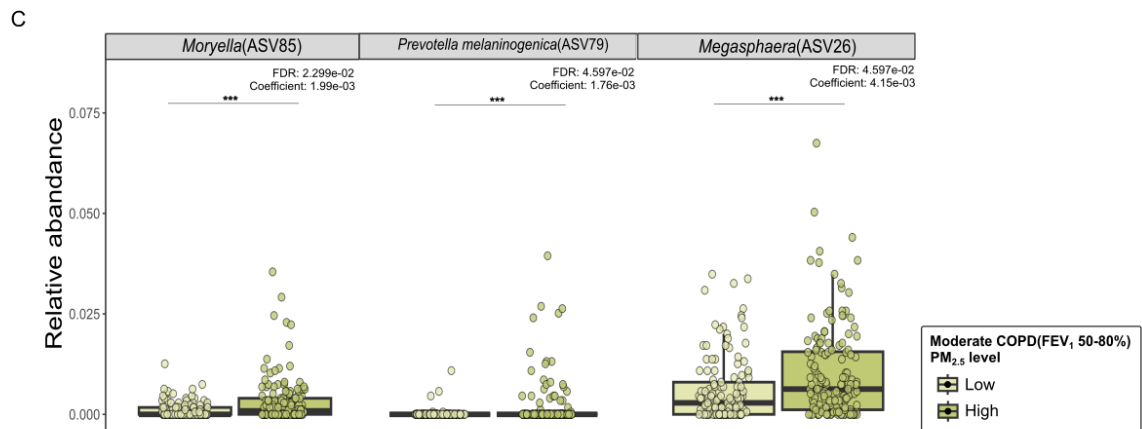 C
Moryella(ASV85)
Prevotella melaninogenica(ASV79)
Megasphaera(ASV26)
FDR: 2.299e-02
Coefficient: 1.99e-03
FDR: 4.597e-02
Coefficient: 1.76e-03
FDR: 4.597e-02
Coefficient: 4.15e-03
***
***
***
Relative abandance
0.075
0.050
0.025
0.000
Moderate COPD(FEV₁ 50-80%)
PM₂.₅ level
Low
High